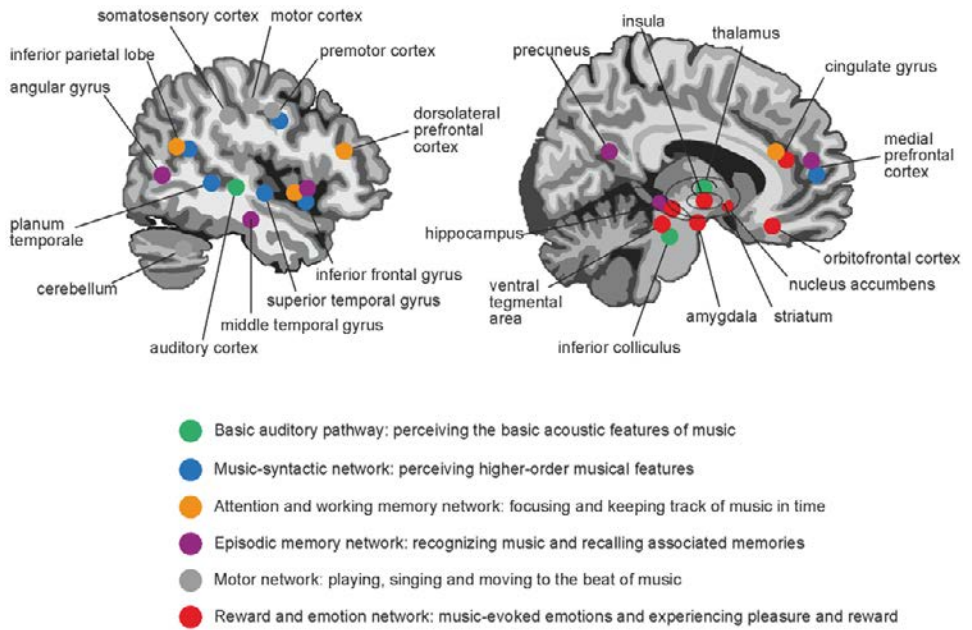 somatosensory cortex
motor cortex
inferior parietal lobe
premotor cortex
angular gyrus
dorsolateral
prefrontal
cortex
planum
temporale
cerebellum
inferior frontal gyrus
superior temporal gyrus
middle temporal gyrus
auditory cortex
insula
thalamus
precuneus
cingulate gyrus
medial
prefrontal
cortex
hippocampus
orbitofrontal cortex
nucleus accumbens
ventral
tegmental
area
amygdala
striatum
inferior colliculus
Basic auditory pathway: perceiving the basic acoustic features of music
Music-syntactic network: perceiving higher-order musical features
Attention and working memory network: focusing and keeping track of music in time
Episodic memory network: recognizing music and recalling associated memories
Motor network: playing, singing and moving to the beat of music
Reward and emotion network: music-evoked emotions and experiencing pleasure and reward